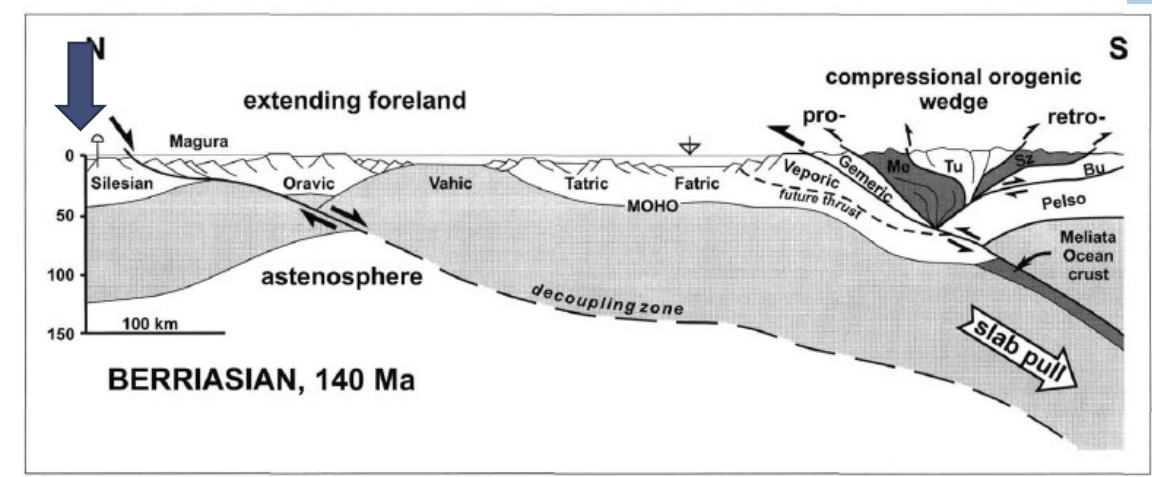 N
S
extending foreland
compressional orogenic
wedge
pro-
retro-
Magura
0
Silesian
Oravic
Vahic
Tatric
Fatric
Veporic
Gemeric
Me
Tu
Sz
Bu
future thrust
MOHO
Pelso
50
Meliata
Ocean
crust
100
astenosphere
decoupling zone
150
100 km
slab pull
BERRIASIAN, 140 Ma